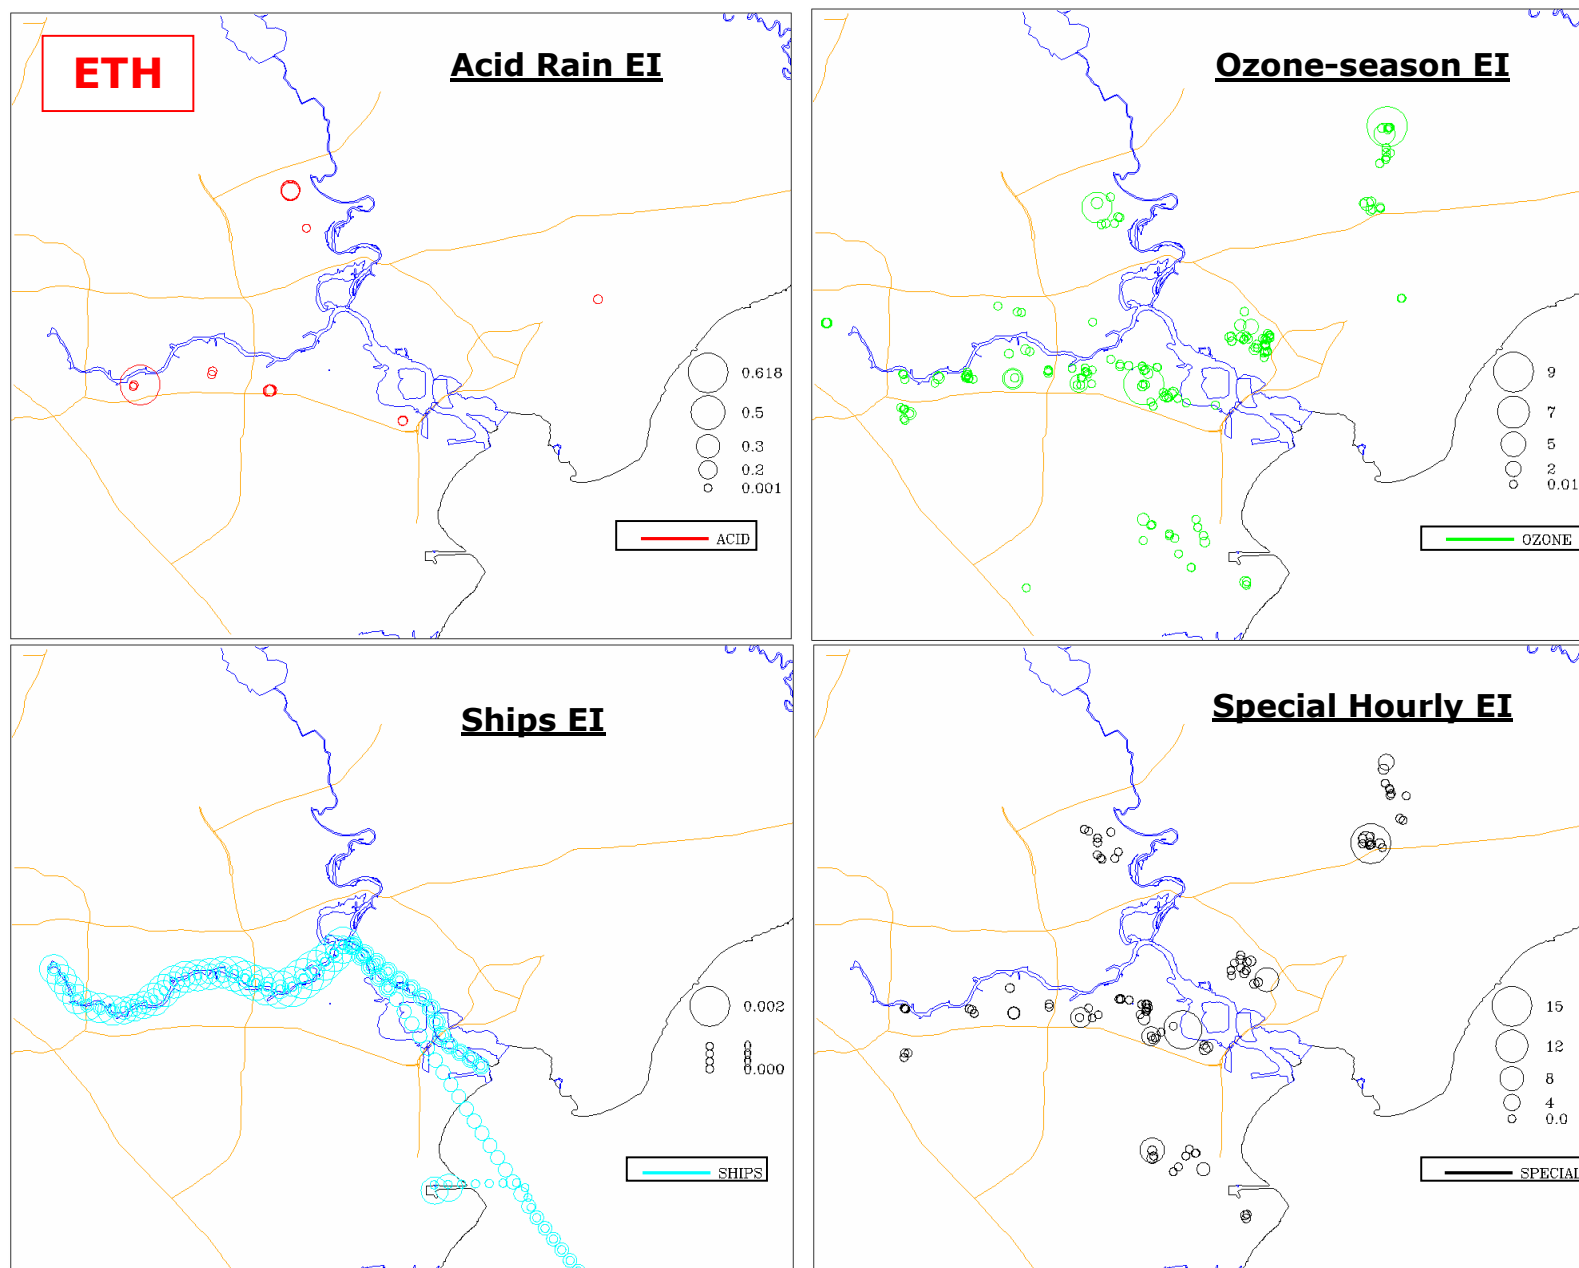 ETH
Acid Rain EI
0.618
0.5
0.3
0.2
0.001
ACID
Ozone-season EI
9
7
5
2
0.01
OZONE
Ships EI
0.002
0.000
SHIPS
Special Hourly EI
15
12
8
4
0.0
SPECIAL